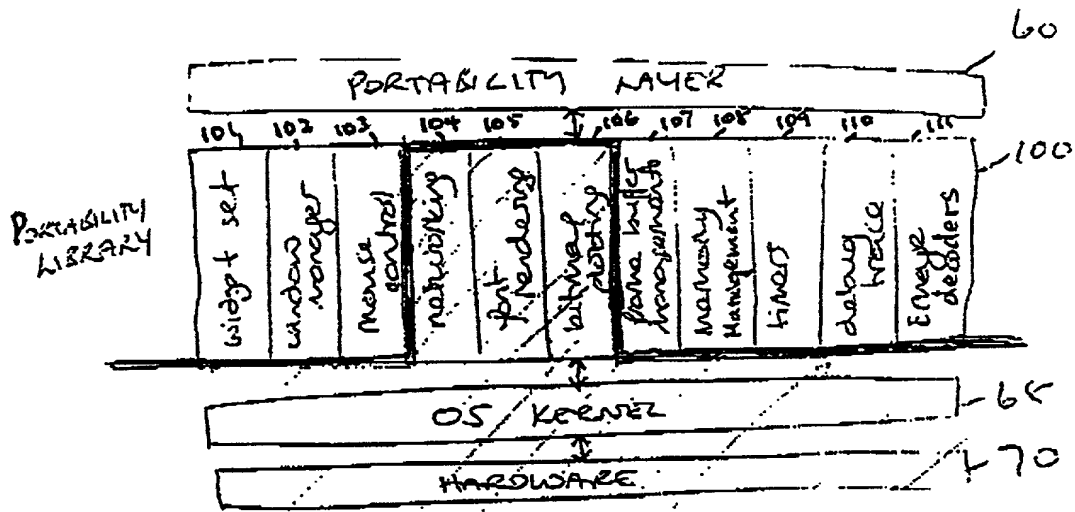 60
PORTABILITY LAYER
101 102 103 104 105 106 107 108 109 110 111
100
PORTABILITY
LIBRARY
widget set
window
manager
mouse
control
networking
font
rendering
bitmap
plotting
frame buffer
management
Memory
Management
timers
debug
trace
Image
decoders
OS KERNEL
65
HARDWARE
70